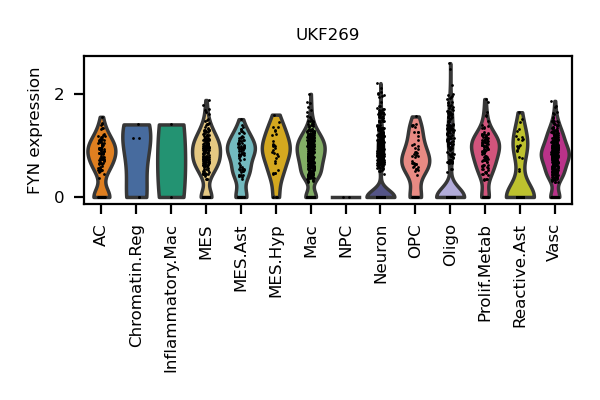 UKF269
FYN expression
2
0
AC
Chromatin.Reg
Inflammatory.Mac
MES
MES.Ast
MES.Hyp
Mac
NPC
Neuron
OPC
Oligo
Prolif.Metab
Reactive.Ast
Vasc